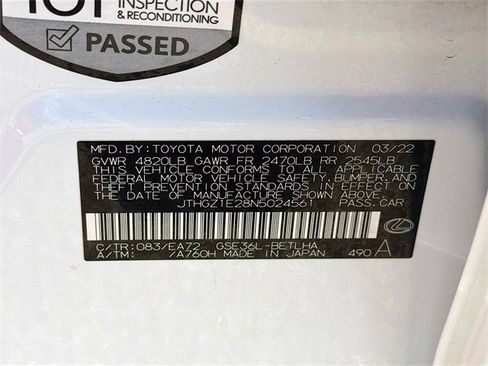 INSPECTION
& RECONDITIONING
PASSED
MFD. BY: TOYOTA MOTOR CORPORATION 03/22
GVWR 4820LB GAWR FR 2470LB RR 2545LB
THIS VEHICLE CONFORMS TO ALL APPLICABLE
FEDERAL MOTOR VEHICLE SAFETY, BUMPER, AND
THEFT PREVENTION STANDARDS IN EFFECT ON
THE DATE OF MANUFACTURE SHOWN ABOVE.
JTHGZ1E28N5024561 PASS. CAR
C/TR: 083/EA72 GSE36L-BETLHA
A/TM: /A760H MADE IN JAPAN 490 A